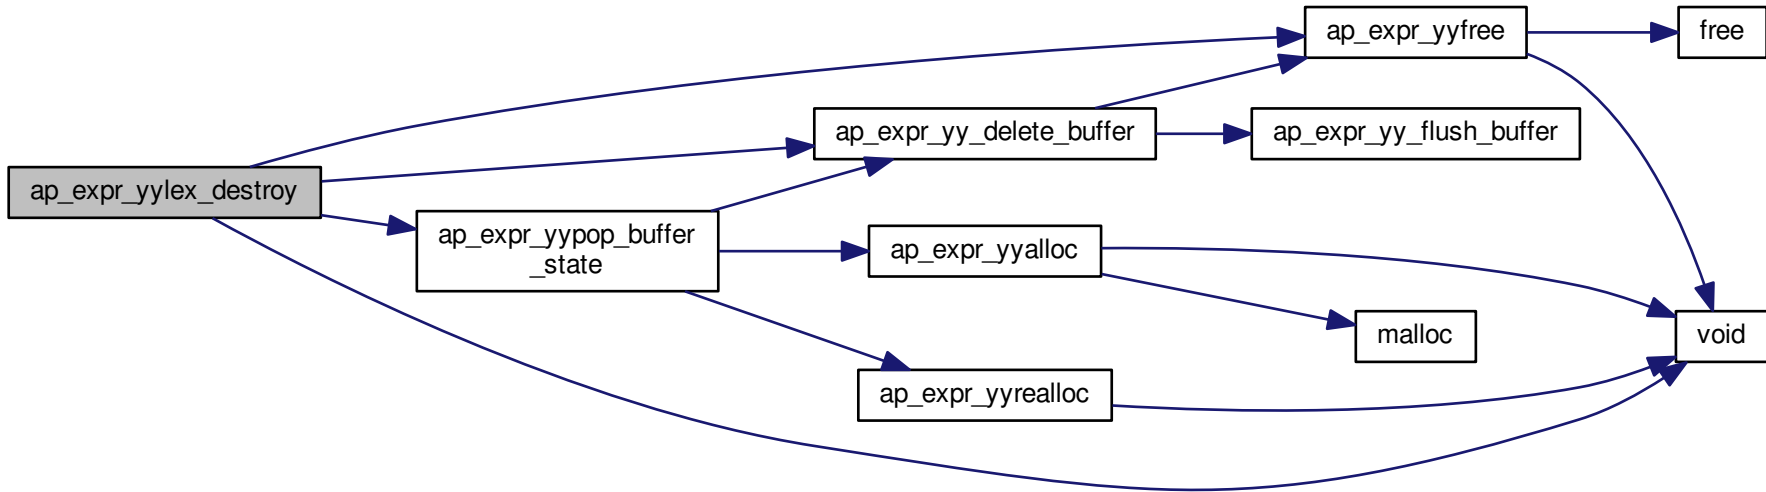 ap_expr_yylex_destroy
ap_expr_yypop_buffer
_state
ap_expr_yy_delete_buffer
ap_expr_yyalloc
ap_expr_yyrealloc
ap_expr_yyfree
ap_expr_yy_flush_buffer
malloc
free
void